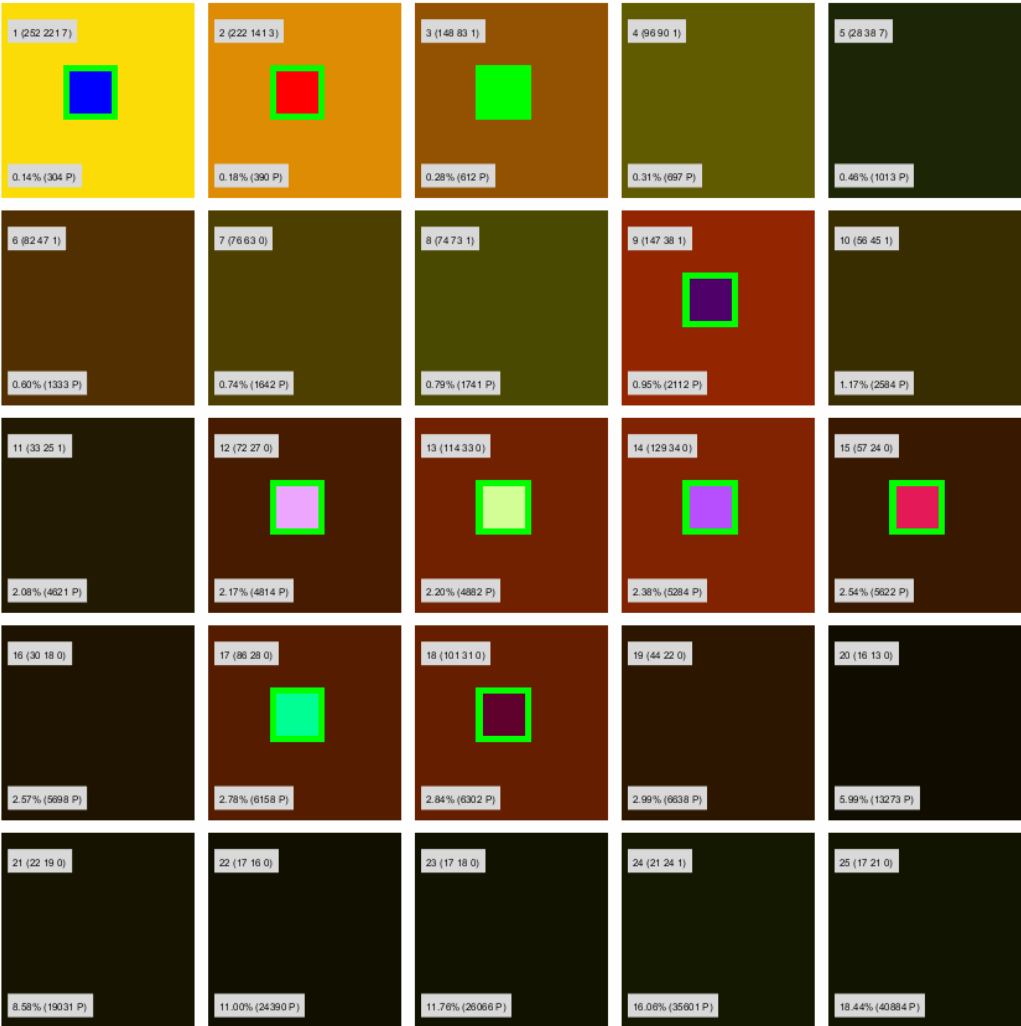 1 (252 221 7)
2 (222 141 3)
3 (148 83 1)
4 (96 90 1)
5 (28 38 7)
0.14% (304 P)
0.18% (390 P)
0.28% (612 P)
0.31% (697 P)
0.46% (1013 P)
6 (82 47 1)
7 (76 63 0)
8 (74 73 1)
9 (147 38 1)
10 (56 45 1)
0.60% (1333 P)
0.74% (1642 P)
0.79% (1741 P)
0.95% (2112 P)
1.17% (2584 P)
11 (33 25 1)
12 (72 27 0)
13 (114 33 0)
14 (129 34 0)
15 (57 24 0)
2.08% (4621 P)
2.17% (4814 P)
2.20% (4882 P)
2.38% (5284 P)
2.54% (5622 P)
16 (30 18 0)
17 (86 28 0)
18 (101 31 0)
19 (44 22 0)
20 (16 13 0)
2.57% (5698 P)
2.78% (6158 P)
2.84% (6302 P)
2.99% (6638 P)
5.99% (13273 P)
21 (22 19 0)
22 (17 16 0)
23 (17 18 0)
24 (21 24 1)
25 (17 21 0)
8.58% (19031 P)
11.00% (24390 P)
11.76% (26066 P)
16.06% (35601 P)
18.44% (40884 P)